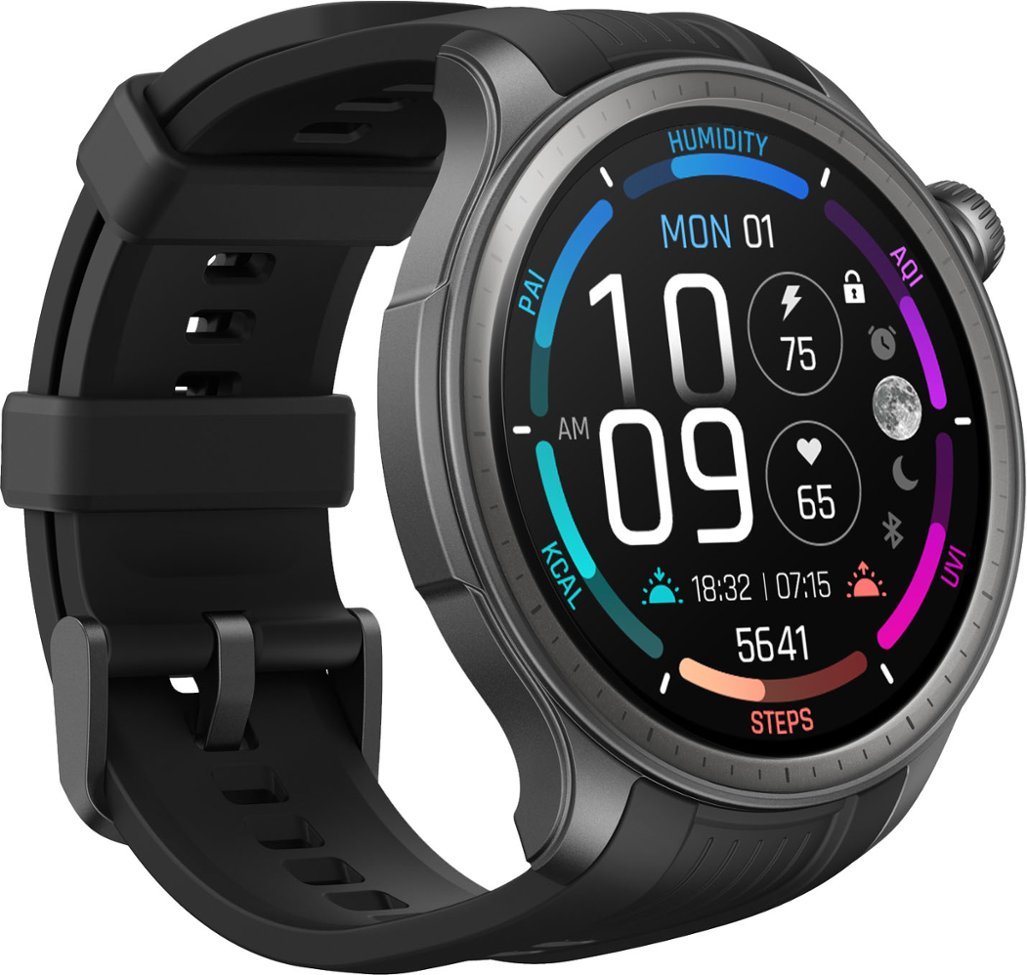 HUMIDITY
MON 01
PAI
AQI
10
75
AM
09
65
KCAL
UVI
18:32 | 07:15
5641
STEPS